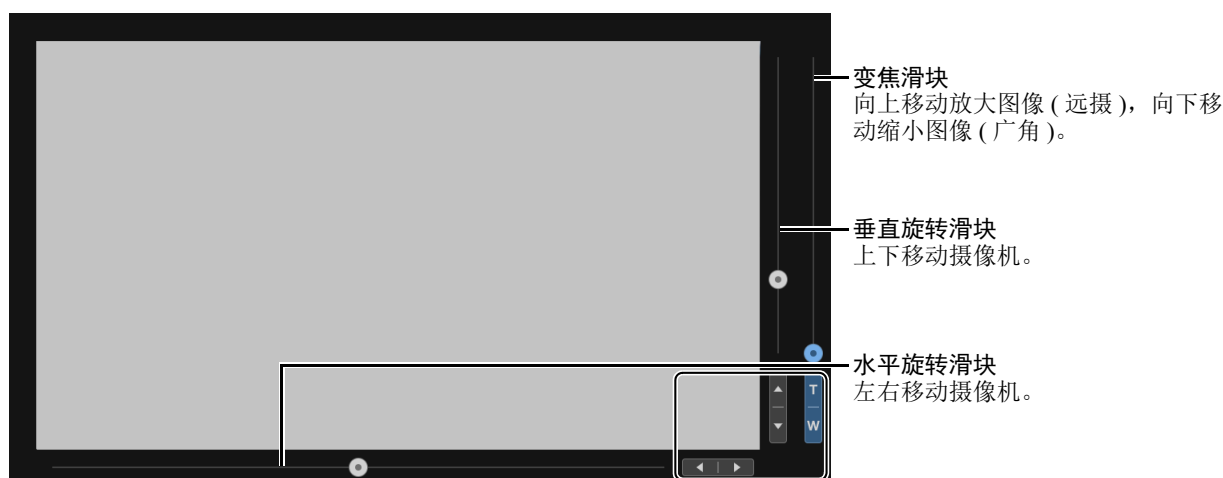 变焦滑块
向上移动放大图像 ( 远摄 )，向下移
动缩小图像 ( 广角 )。
垂直旋转滑块
上下移动摄像机。
水平旋转滑块
左右移动摄像机。
T
W